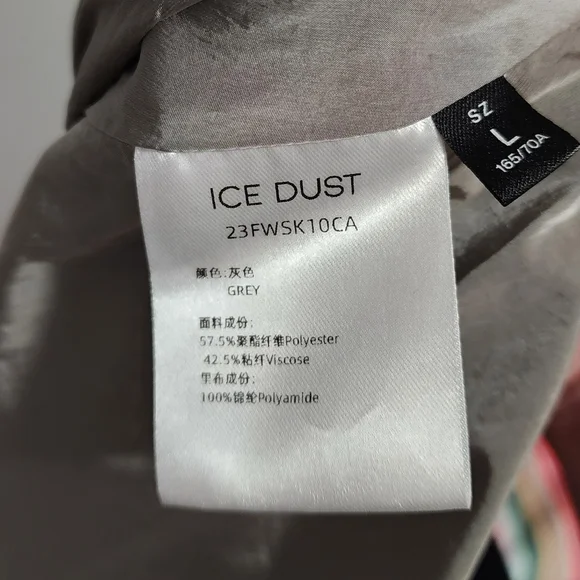 ICE DUST
23FWSK10CA
颜色:灰色
GREY
面料成份:
57.5%聚酯纤维Polyester
42.5%粘纤Viscose
里布成份:
100%锦纶Polyamide
SZ
L
165/70A